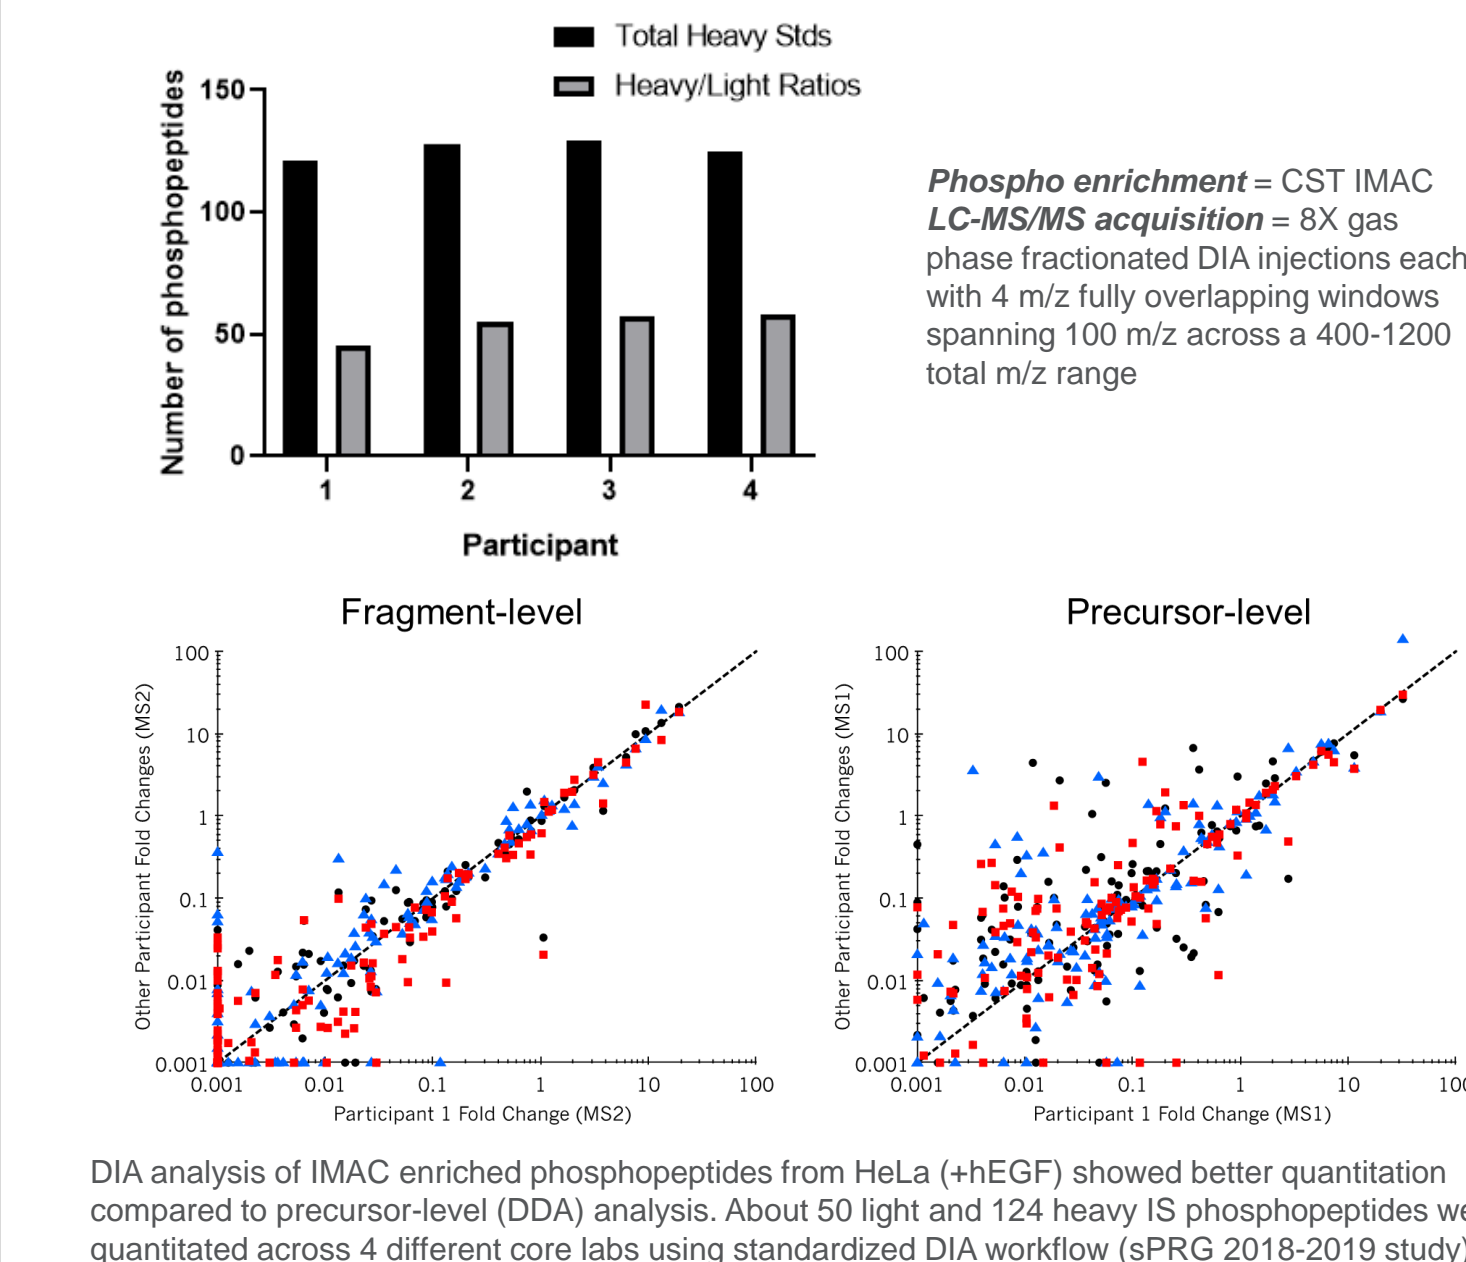 Total Heavy Stds
Heavy/Light Ratios
Number of phosphopeptides
150
100
50
0
1
2
3
4
Participant
Phospho enrichment = CST IMAC
LC-MS/MS acquisition = 8X gas
phase fractionated DIA injections each
with 4 m/z fully overlapping windows
spanning 100 m/z across a 400-1200
total m/z range
Fragment-level
Other Participant Fold Changes (MS2)
100
10
1
0.1
0.01
0.001
0.001
0.01
0.1
1
10
100
Participant 1 Fold Change (MS2)
Precursor-level
Other Participant Fold Changes (MS1)
100
10
1
0.1
0.01
0.001
0.001
0.01
0.1
1
10
100
Participant 1 Fold Change (MS1)
DIA analysis of IMAC enriched phosphopeptides from HeLa (+hEGF) showed better quantitation
compared to precursor-level (DDA) analysis. About 50 light and 124 heavy IS phosphopeptides we
quantitated across 4 different core labs using standardized DIA workflow (sPRG 2018-2019 study)